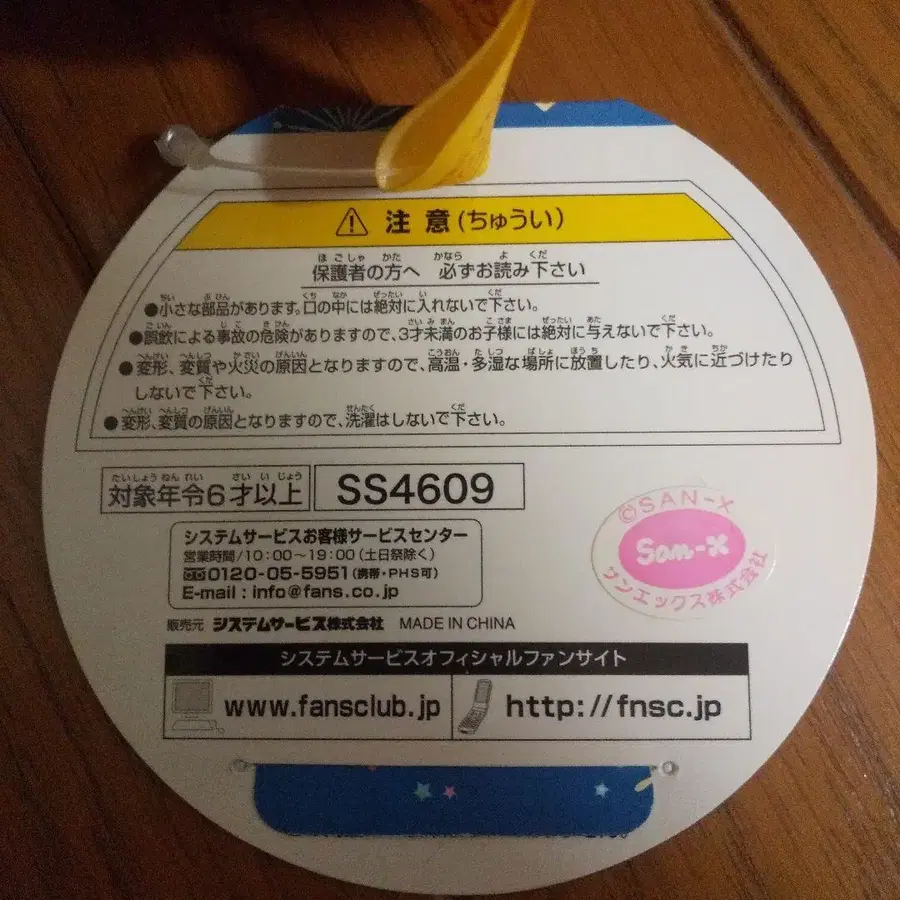 注意(ちゅうい)
保護者の方へ 必ずお読み下さい
●小さな部品があります。口の中には絶対に入れないで下さい。
●誤飲による事故の危険がありますので、3才未満のお子様には絶対に与えないで下さい。
●変形、変質や火災の原因となりますので、高温・多湿な場所に放置したり、火気に近づけたり
しないで下さい。
●変形、変質の原因となりますので、洗濯はしないで下さい。
対象年令6才以上
SS4609
©SAN-X
San-X
サンエックス株式会社
システムサービスお客様サービスセンター
営業時間/10:00〜19:00(土日祭除く)
0120-05-5951(携帯・PHS可)
E-mail : info@fans.co.jp
販売元 システムサービス株式会社 MADE IN CHINA
システムサービスオフィシャルファンサイト
www.fansclub.jp
http://fnsc.jp